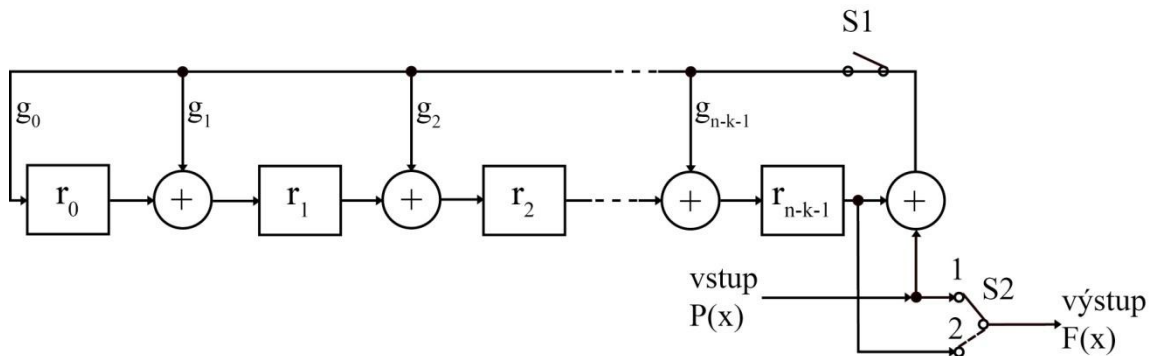 S1
g₀ g₁ g₂ gₙ₋ₖ₋₁
r₀ + r₁ + r₂ + rₙ₋ₖ₋₁ +
vstup
P(x)
1
S2
2
výstup
F(x)